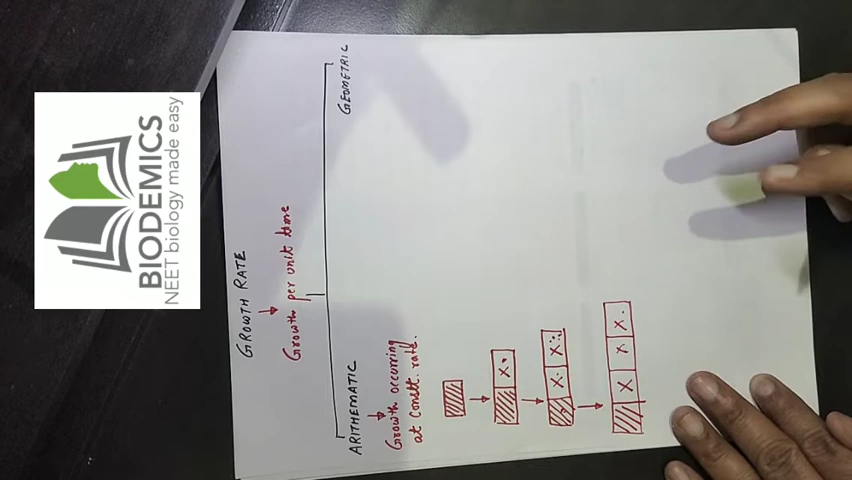 GROWTH RATE
↓
Growth per unit time
ARITHEMATIC
GEOMETRIC
↓
Growth occurring
at Constt. rate.
X
X X
X X X
BIODEMICS
NEET biology made easy